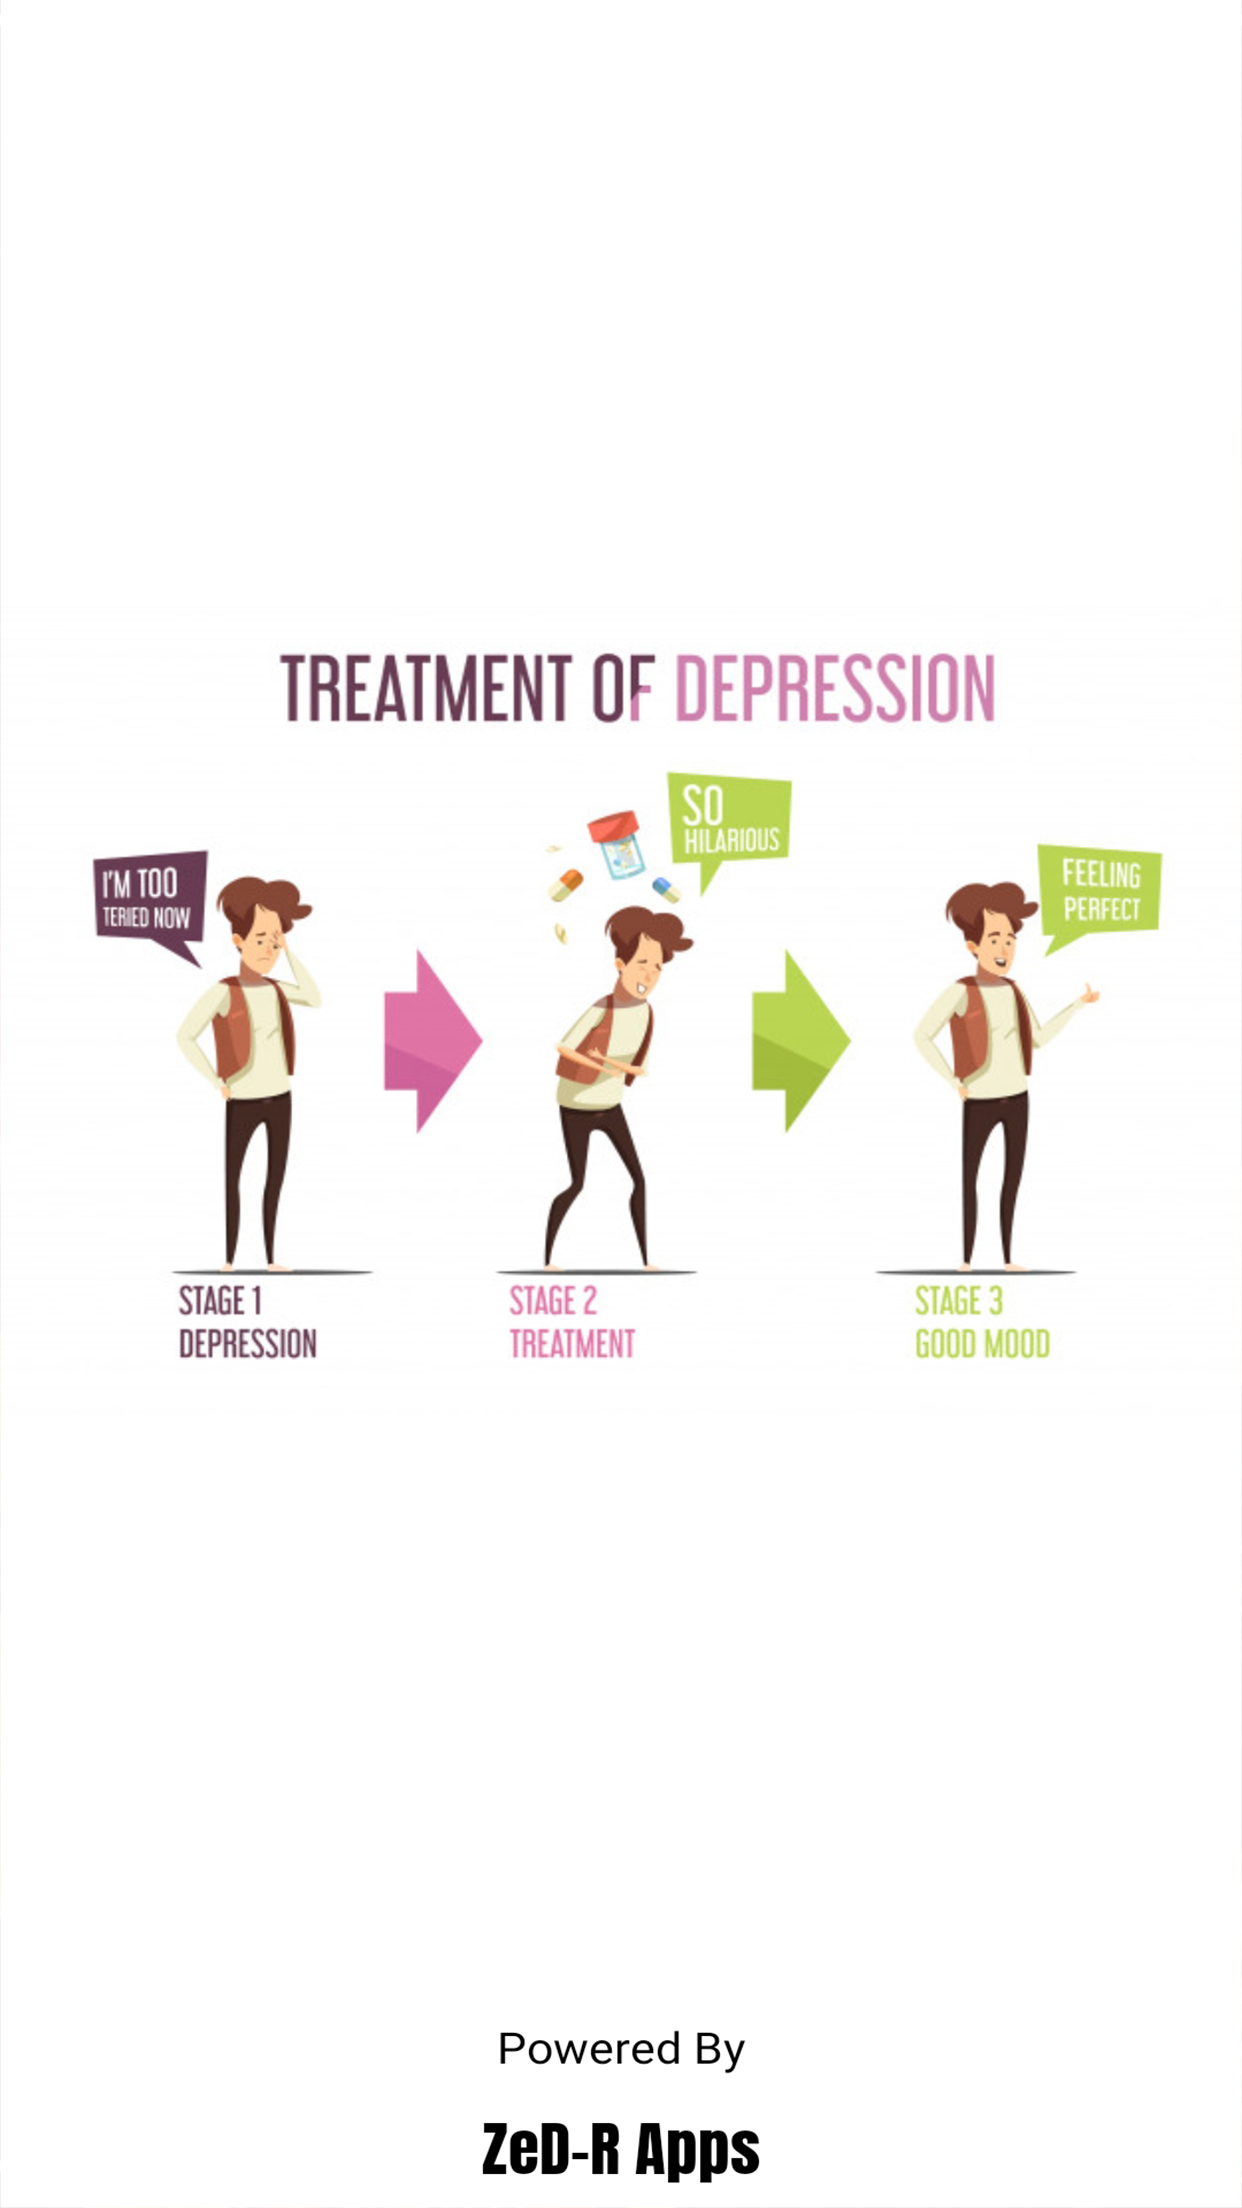 TREATMENT OF DEPRESSION
I'M TOO
TERIED NOW
SO
HILARIOUS
FEELING
PERFECT
STAGE 1
DEPRESSION
STAGE 2
TREATMENT
STAGE 3
GOOD MOOD
Powered By
ZeD-R Apps